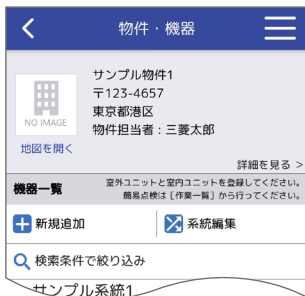 物件・機器
サンプル物件1
〒123-4657
東京都港区
物件担当者：三菱太郎
NO IMAGE
地図を開く
詳細を見る >
機器一覧
室外ユニットと室内ユニットを登録してください。
簡易点検は［作業一覧］から行ってください。
新規追加
系統編集
検索条件で絞り込み
サンプル系統1